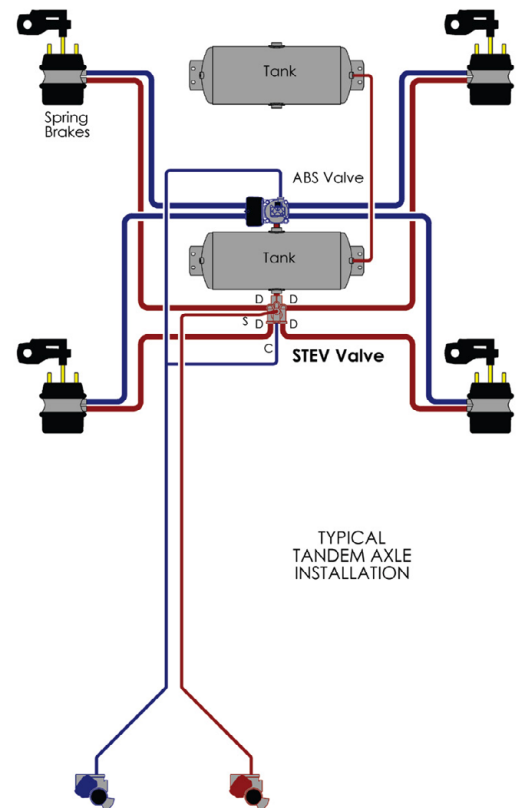 Tank
Spring
Brakes
ABS Valve
Tank
D D
S
D D
C
STEV Valve
TYPICAL
TANDEM AXLE
INSTALLATION